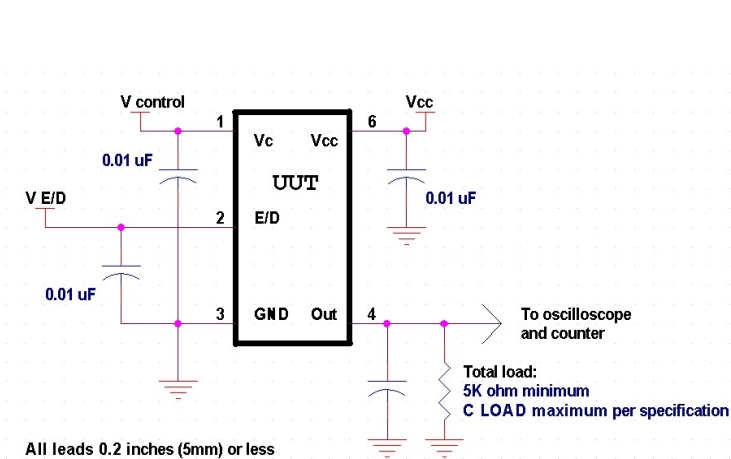 V control
Vcc
1
6
Vc
Vcc
0.01 uF
UUT
0.01 uF
V E/D
2
E/D
0.01 uF
3
GND
Out
4
To oscilloscope
and counter
Total load:
5K ohm minimum
C LOAD maximum per specification
All leads 0.2 inches (5mm) or less